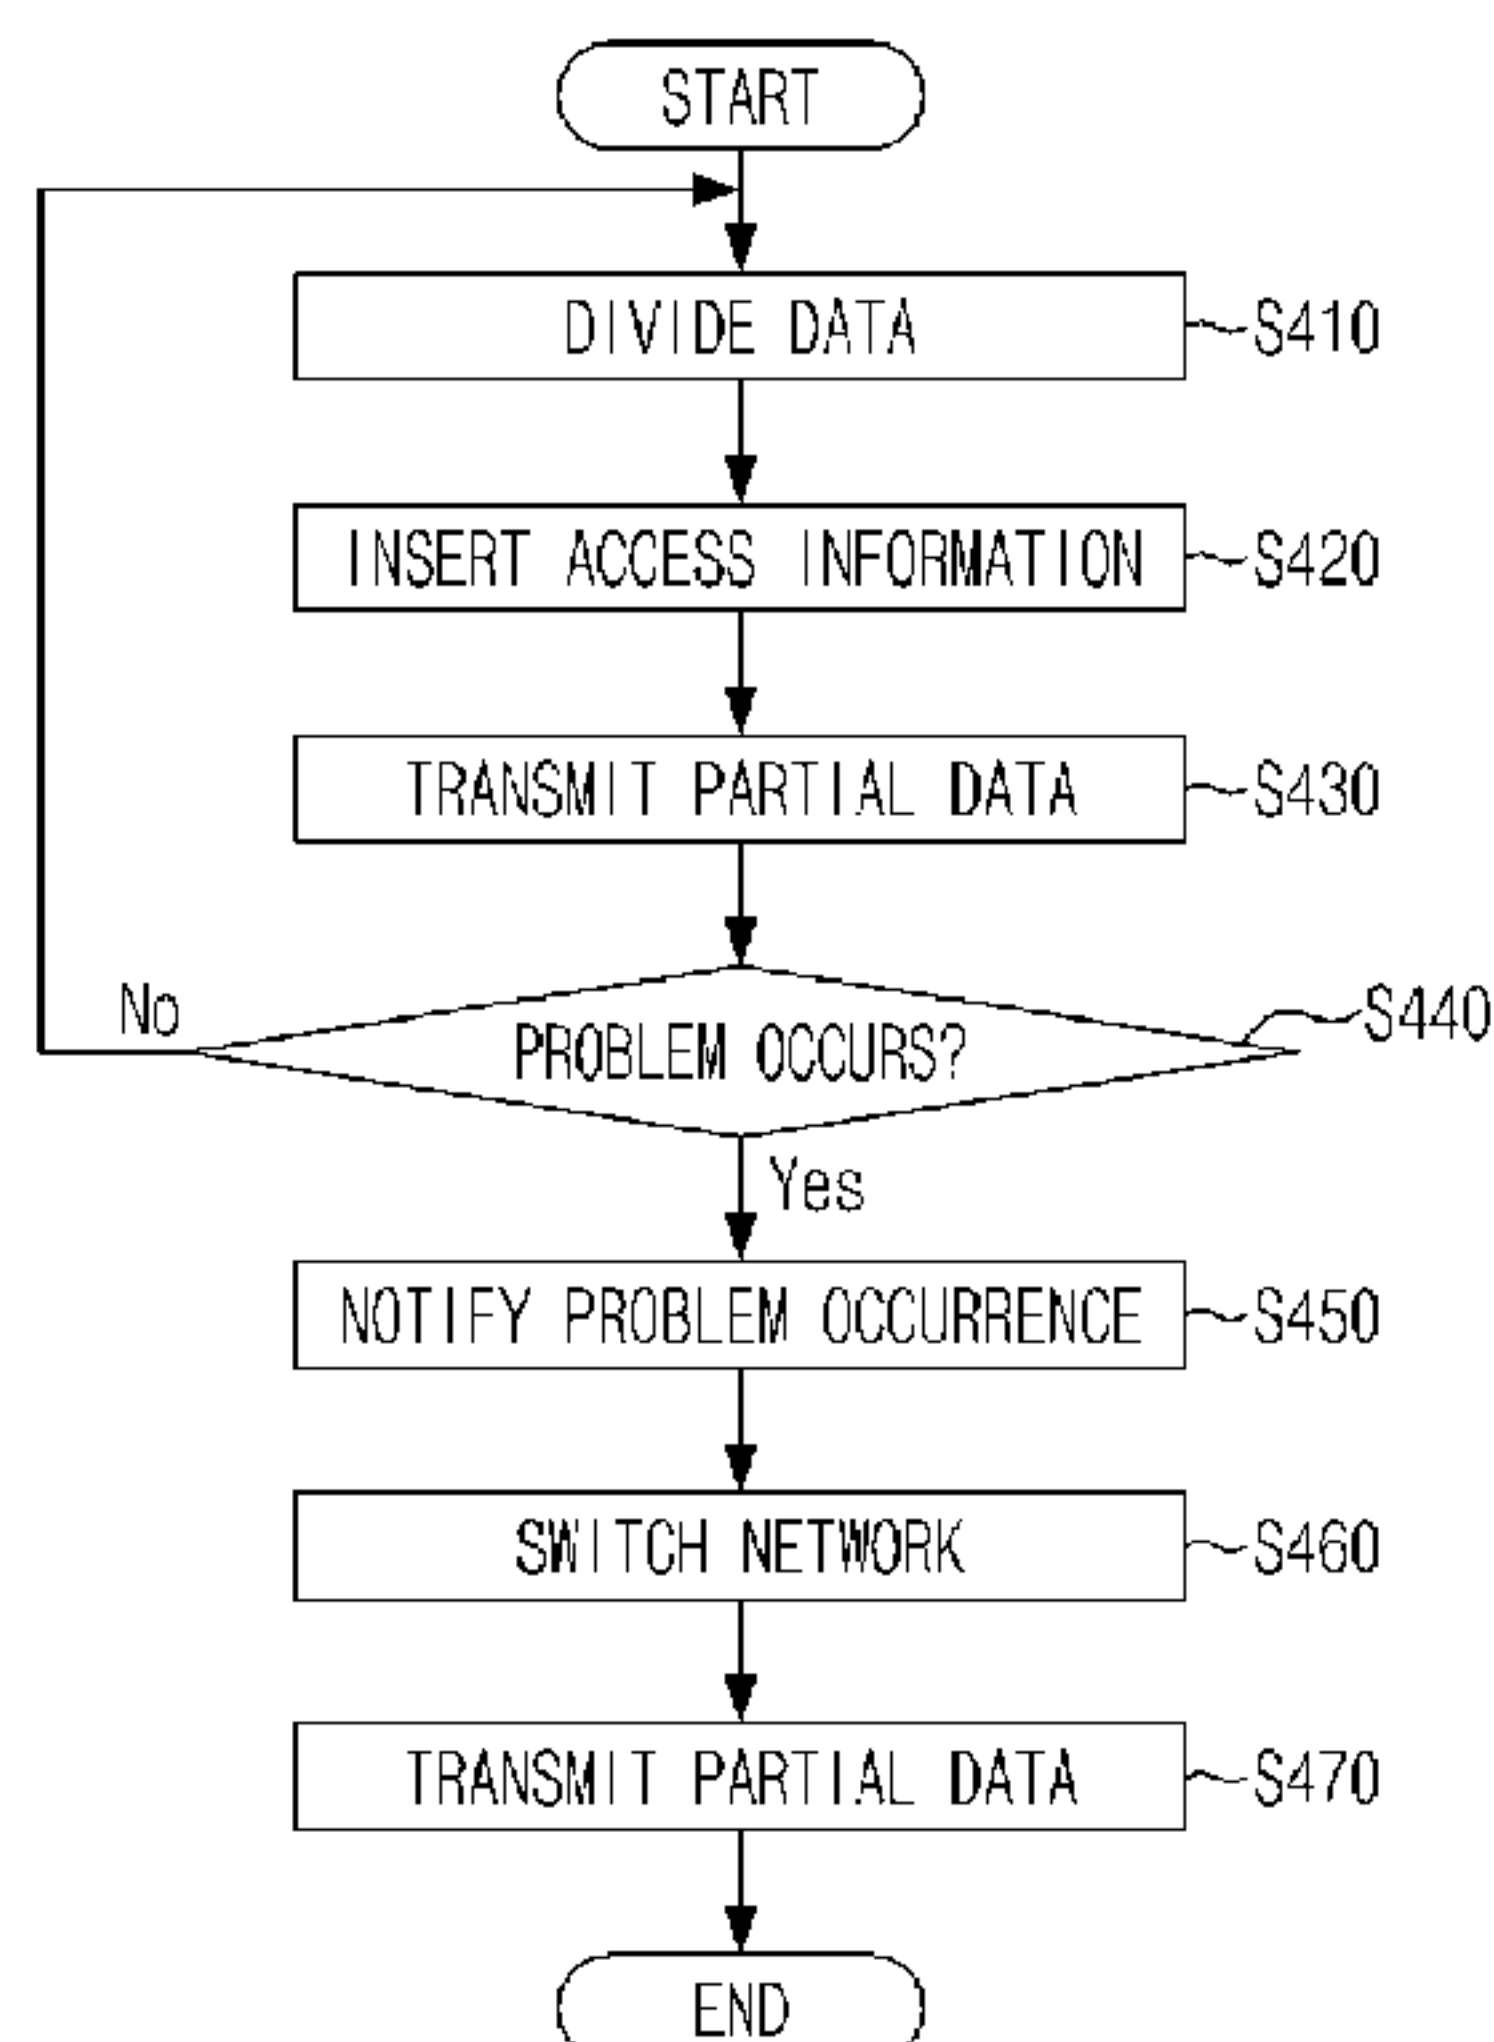 START
DIVIDE DATA S410
INSERT ACCESS INFORMATION S420
TRANSMIT PARTIAL DATA S430
No
PROBLEM OCCURS? S440
Yes
NOTIFY PROBLEM OCCURRENCE S450
SWITCH NETWORK S460
TRANSMIT PARTIAL DATA S470
END